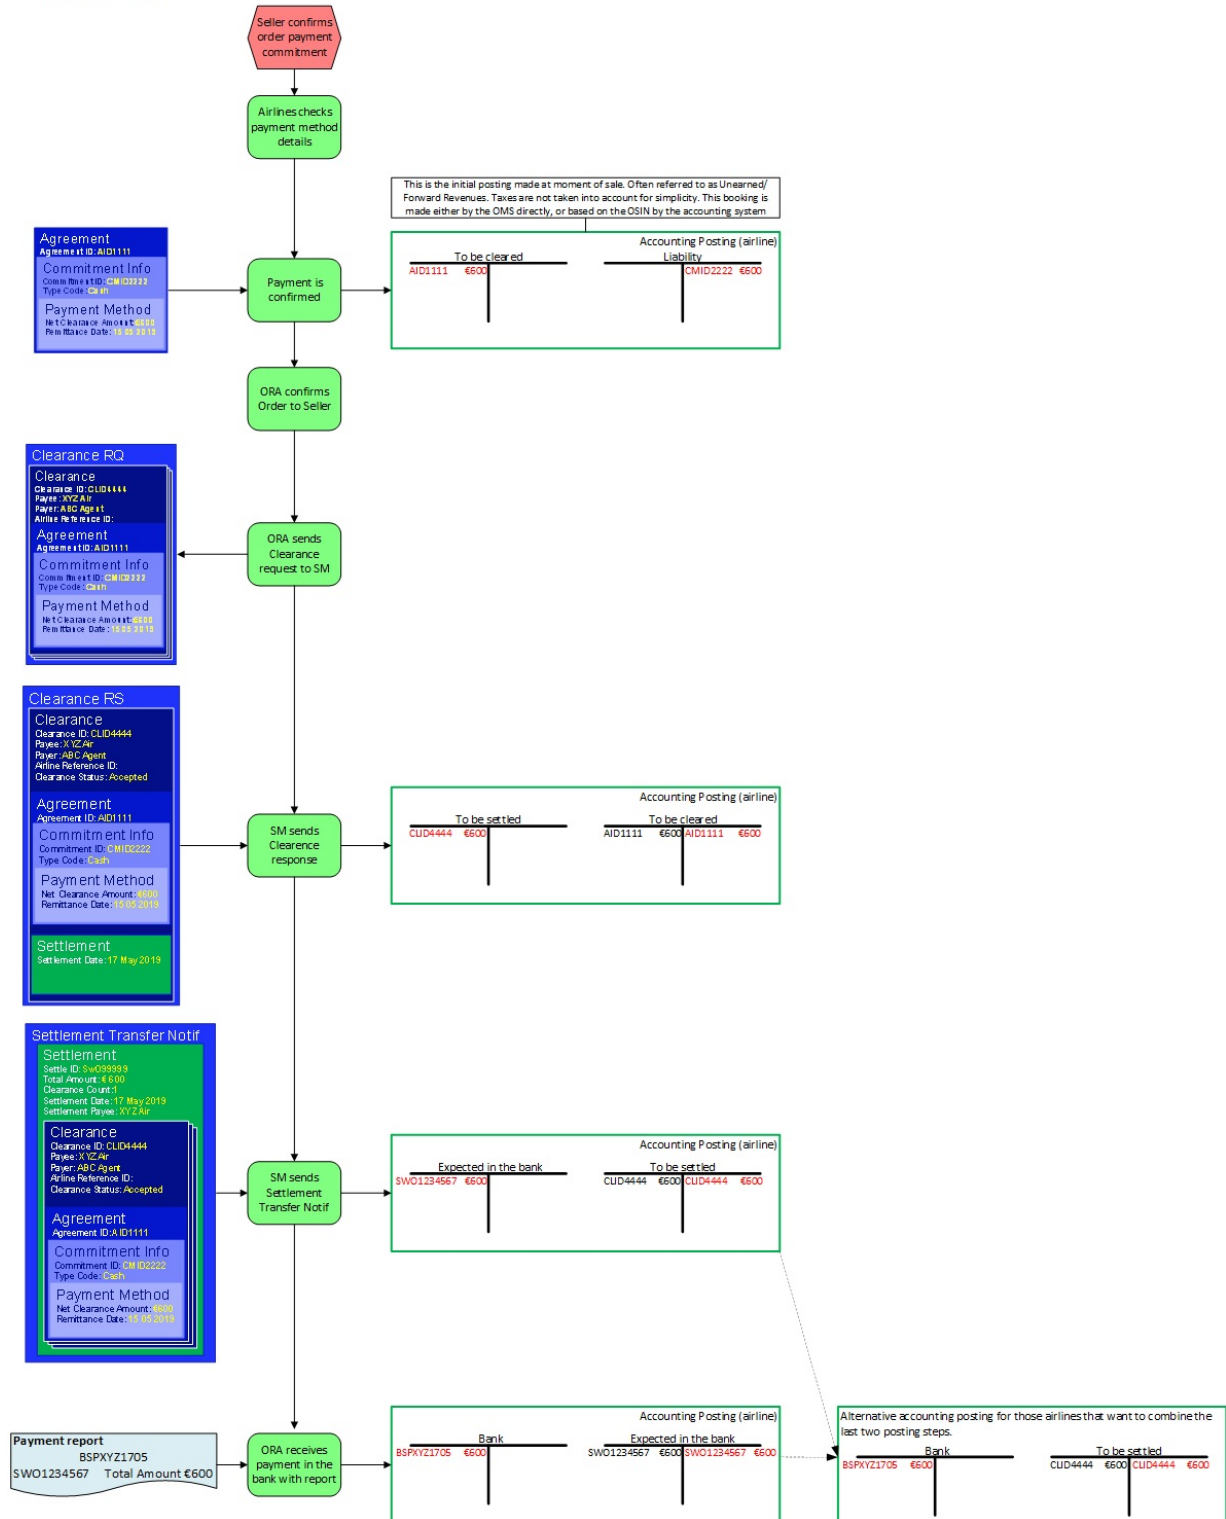 Seller confirms
order payment
commitment
Airlines checks
payment method
details
This is the initial posting made at moment of sale. Often referred to as Unearned/
Forward Revenues. Taxes are not taken into account for simplicity. This booking is
made either by the OMS directly, or based on the OSIN by the accounting system
Agreement
Agreement ID: AID1111
Commitment Info
Commitment ID: CMID2222
Type Code: Cash
Payment Method
Net Clearance Amount: €600
Remittance Date: 15 05 2019
Payment is
confirmed
Accounting Posting (airline)
To be cleared
Liability
AID1111 €600
CMID2222 €600
ORA confirms
Order to Seller
Clearance RQ
Clearance
Clearance ID: CLID4444
Payee: XYZ Air
Payer: ABC Agent
Airline Reference ID:
Agreement
Agreement ID: AID1111
Commitment Info
Commitment ID: CMID2222
Type Code: Cash
Payment Method
Net Clearance Amount: €600
Remittance Date: 15 05 2019
ORA sends
Clearance
request to SM
Clearance RS
Clearance
Clearance ID: CLID4444
Payee: XYZ Air
Payer: ABC Agent
Airline Reference ID:
Clearance Status: Accepted
Agreement
Agreement ID: AID1111
Commitment Info
Commitment ID: CMID2222
Type Code: Cash
Payment Method
Net Clearance Amount: €600
Remittance Date: 15 05 2019
Settlement
Settlement Date: 17 May 2019
SM sends
Clearence
response
Accounting Posting (airline)
To be settled
To be cleared
CLID4444 €600
AID1111 €600 AID1111 €600
Settlement Transfer Notif
Settlement
Settle ID: SwO99999
Total Amount: €600
Clearance Count: 1
Settlement Date: 17 May 2019
Settlement Payee: XYZ Air
Clearance
Clearance ID: CLID4444
Payee: XYZ Air
Payer: ABC Agent
Airline Reference ID:
Clearance Status: Accepted
Agreement
Agreement ID: AID1111
Commitment Info
Commitment ID: CMID2222
Type Code: Cash
Payment Method
Net Clearance Amount: €600
Remittance Date: 15 05 2019
SM sends
Settlement
Transfer Notif
Accounting Posting (airline)
Expected in the bank
To be settled
SWO1234567 €600
CLID4444 €600 CLID4444 €600
Payment report
BSPXYZ1705
SWO1234567 Total Amount €600
ORA receives
payment in the
bank with report
Accounting Posting (airline)
Bank
Expected in the bank
BSPXYZ1705 €600
SWO1234567 €600 SWO1234567 €600
Alternative accounting posting for those airlines that want to combine the
last two posting steps.
Bank
To be settled
BSPXYZ1705 €600
CLID4444 €600 CLID4444 €600